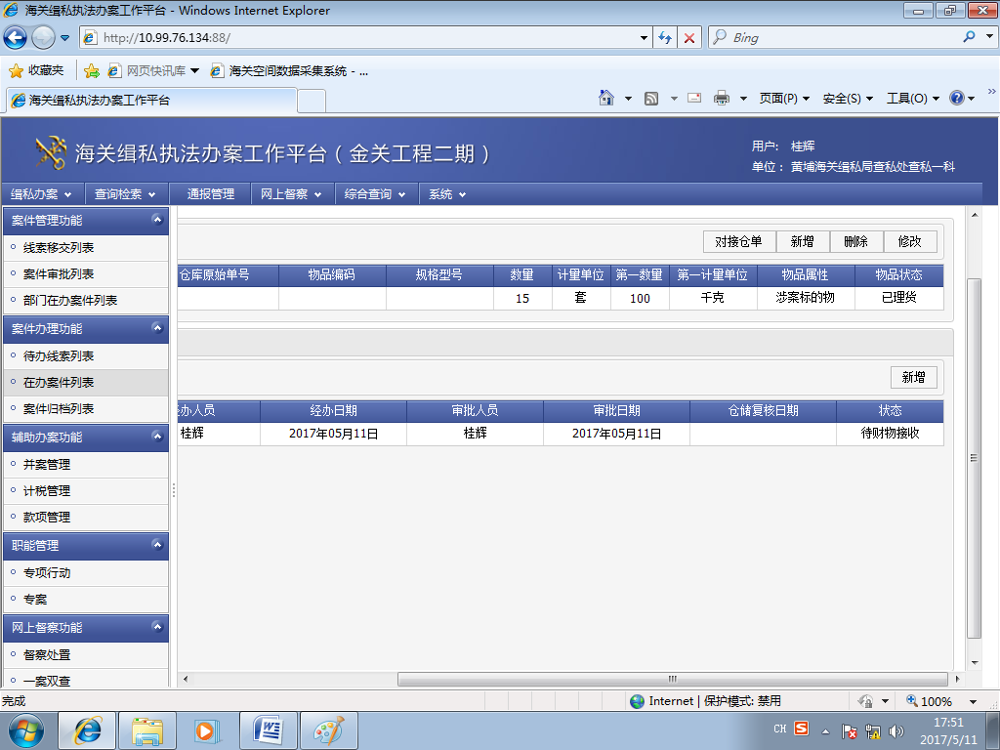 海关缉私执法办案工作平台 - Windows Internet Explorer
http://10.99.76.134:88/
Bing
收藏夹
网页快讯库
海关空间数据采集系统 - ...
海关缉私执法办案工作平台
页面(P)
安全(S)
工具(O)
海关缉私执法办案工作平台（金关工程二期）
用户: 桂辉
单位： 黄埔海关缉私局查私处查私一科
缉私办案 查询检索 通报管理 网上督察 综合查询 系统
案件管理功能
线索移交列表
案件审批列表
部门在办案件列表
案件办理功能
待办线索列表
在办案件列表
案件归档列表
辅助办案功能
并案管理
计税管理
款项管理
职能管理
专项行动
专案
网上督察功能
督察处置
一案双查
对接仓单 新增 删除 修改
仓库原始单号 物品编码 规格型号 数量 计量单位 第一数量 第一计量单位 物品属性 物品状态
15 套 100 千克 涉案标的物 已理货
新增
经办人员 经办日期 审批人员 审批日期 仓储复核日期 状态
桂辉 2017年05月11日 桂辉 2017年05月11日 待财物接收
完成
Internet | 保护模式: 禁用
100%
CH
17:51
2017/5/11